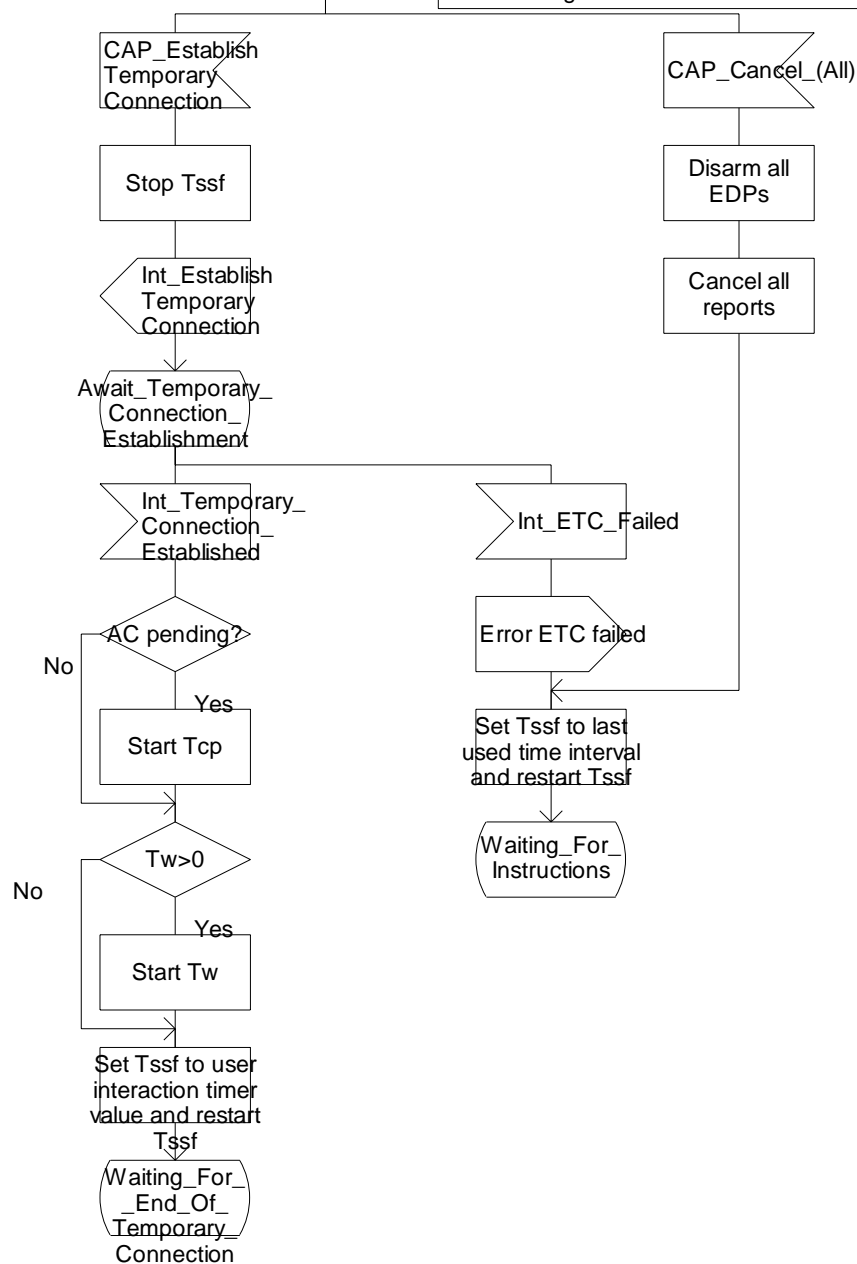 CAP_Establish
Temporary
Connection
CAP_Cancel_(All)
Stop Tssf
Disarm all
EDPs
Int_Establish
Temporary
Connection
Cancel all
reports
Await_Temporary_
Connection_
Establishment
Int_Temporary_
Connection_
Established
Int_ETC_Failed
AC pending?
Error ETC failed
No
Yes
Start Tcp
Set Tssf to last
used time interval
and restart Tssf
Tw>0
Waiting_For_
Instructions
No
Yes
Start Tw
Set Tssf to user
interaction timer
value and restart
Tssf
Waiting_For_
_End_Of_
Temporary_
Connection